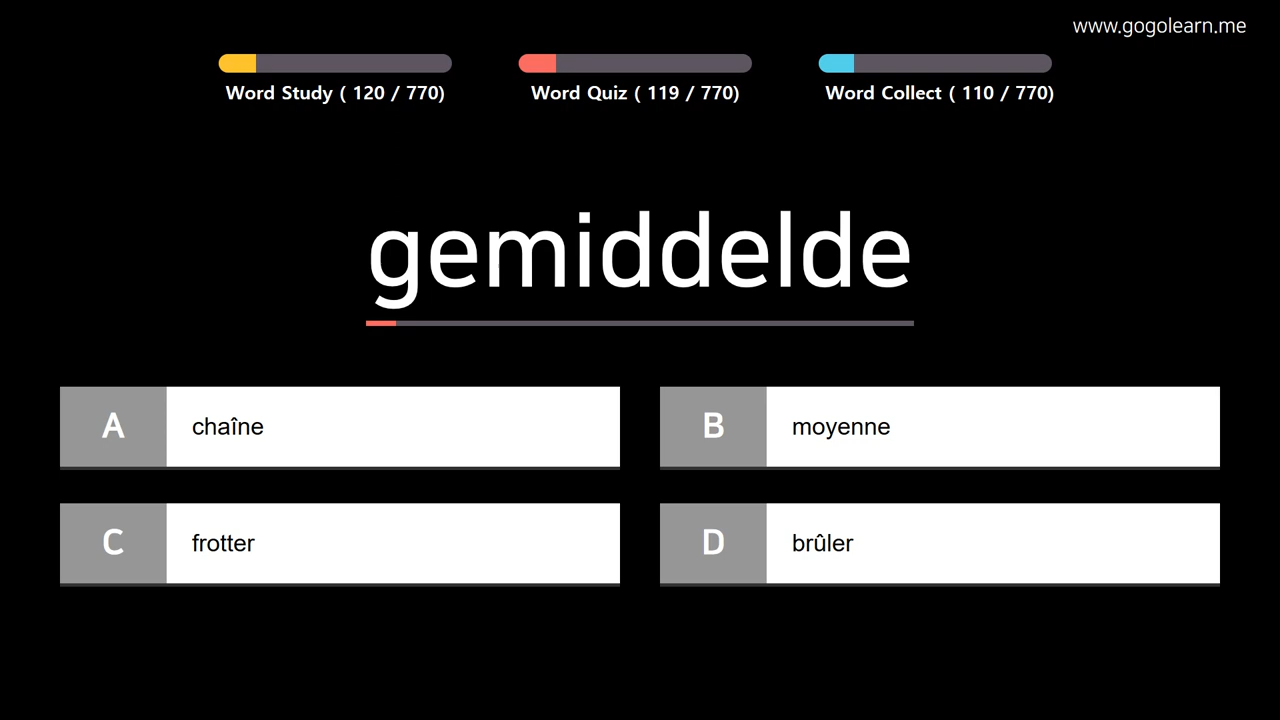 www.gogolearn.me
Word Study ( 120 / 770)
Word Quiz ( 119 / 770)
Word Collect ( 110 / 770)
gemiddelde
A chaîne
B moyenne
C frotter
D brûler